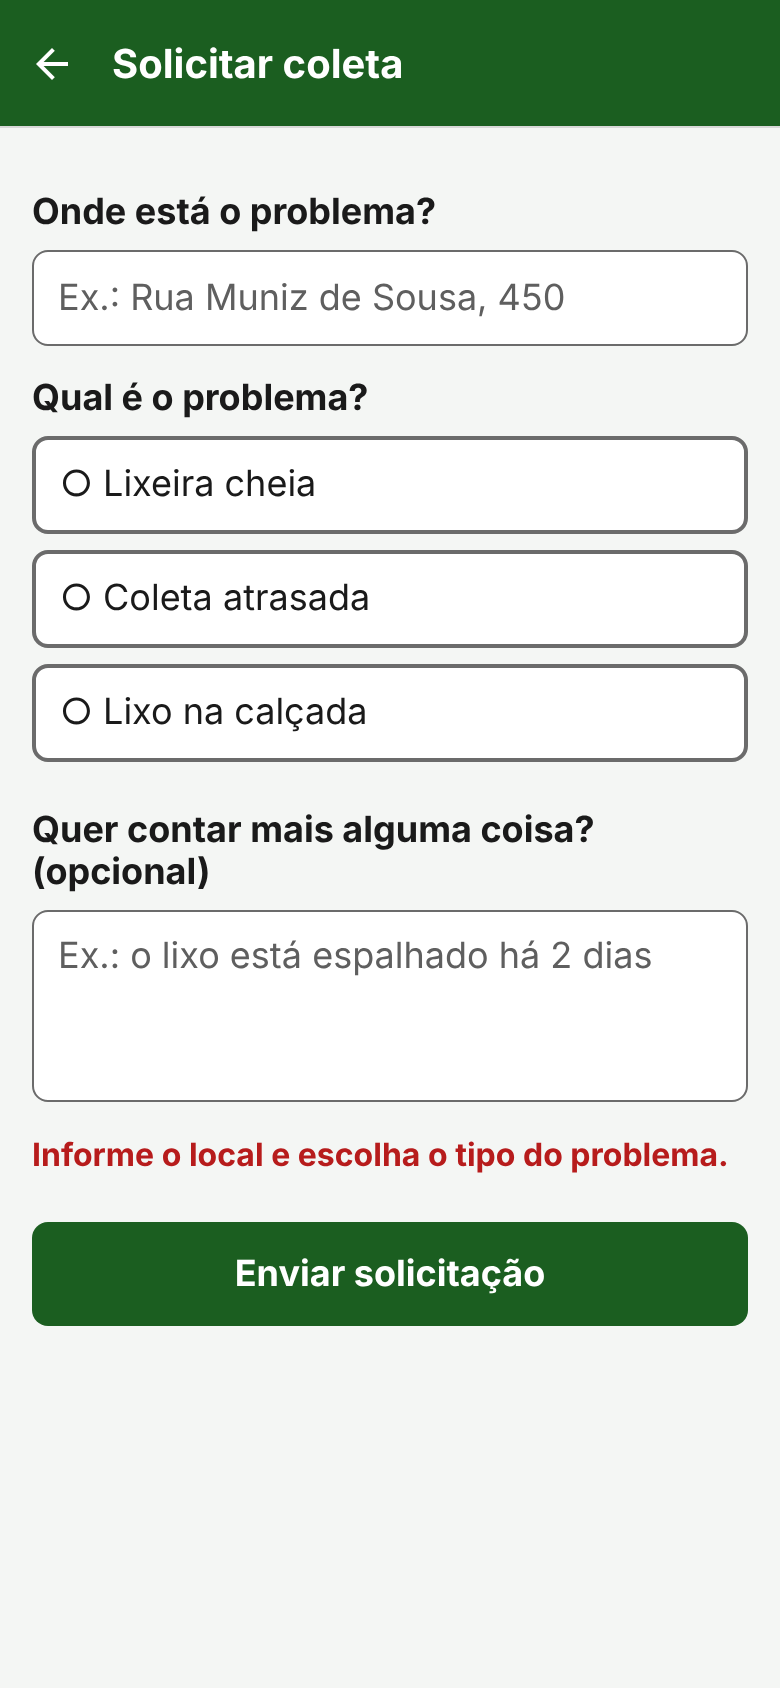 Solicitar coleta
Onde está o problema?
Ex.: Rua Muniz de Sousa, 450
Qual é o problema?
Lixeira cheia
Coleta atrasada
Lixo na calçada
Quer contar mais alguma coisa?
(opcional)
Ex.: o lixo está espalhado há 2 dias
Informe o local e escolha o tipo do problema.
Enviar solicitação